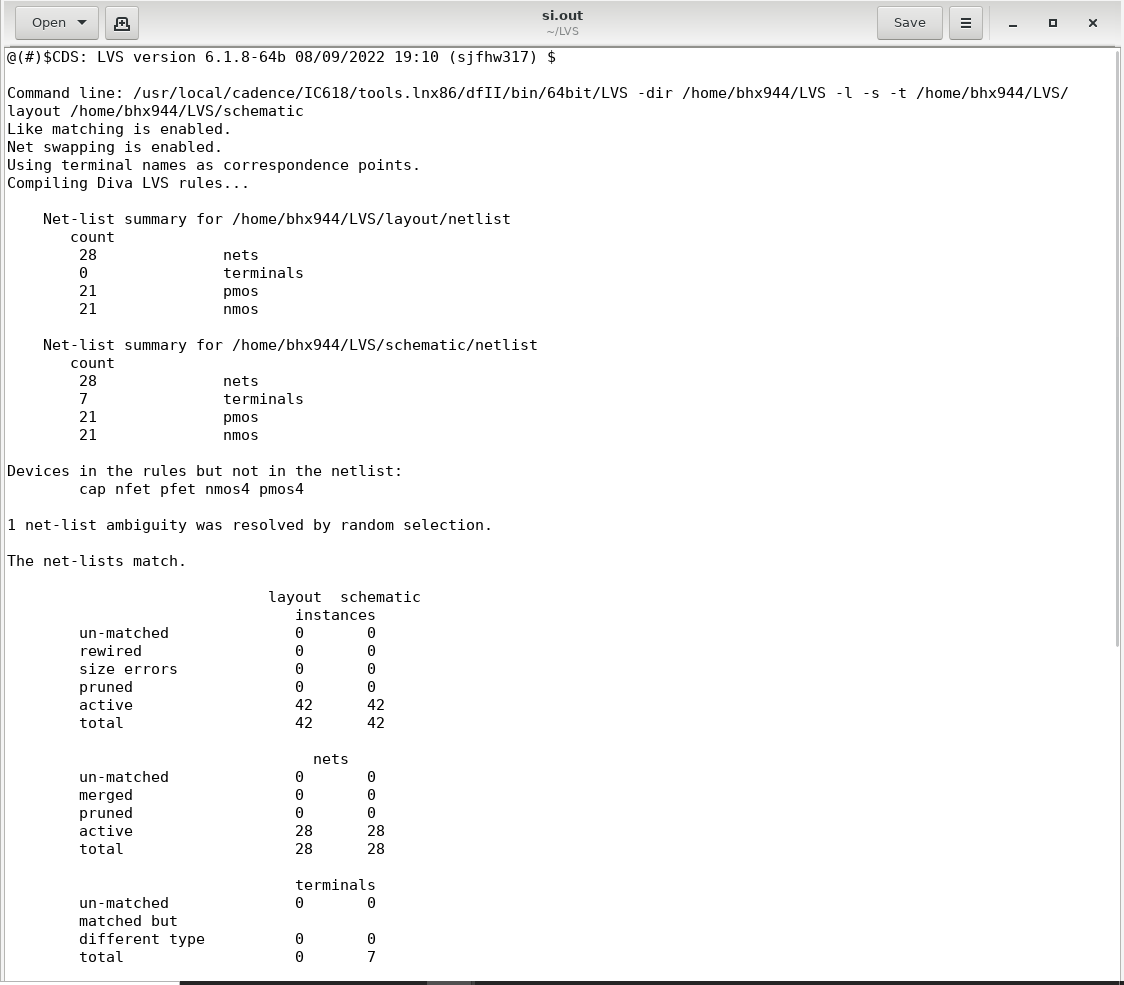 Open
si.out
~/LVS
Save
@(#)$CDS: LVS version 6.1.8-64b 08/09/2022 19:10 (sjfhw317) $
Command line: /usr/local/cadence/IC618/tools.lnx86/dfII/bin/64bit/LVS -dir /home/bhx944/LVS -l -s -t /home/bhx944/LVS/
layout /home/bhx944/LVS/schematic
Like matching is enabled.
Net swapping is enabled.
Using terminal names as correspondence points.
Compiling Diva LVS rules...
Net-list summary for /home/bhx944/LVS/layout/netlist
count
28 nets
0 terminals
21 pmos
21 nmos
Net-list summary for /home/bhx944/LVS/schematic/netlist
count
28 nets
7 terminals
21 pmos
21 nmos
Devices in the rules but not in the netlist:
cap nfet pfet nmos4 pmos4
1 net-list ambiguity was resolved by random selection.
The net-lists match.
layout schematic
instances
un-matched 0 0
rewired 0 0
size errors 0 0
pruned 0 0
active 42 42
total 42 42
nets
un-matched 0 0
merged 0 0
pruned 0 0
active 28 28
total 28 28
terminals
un-matched 0 0
matched but
different type 0 0
total 0 7